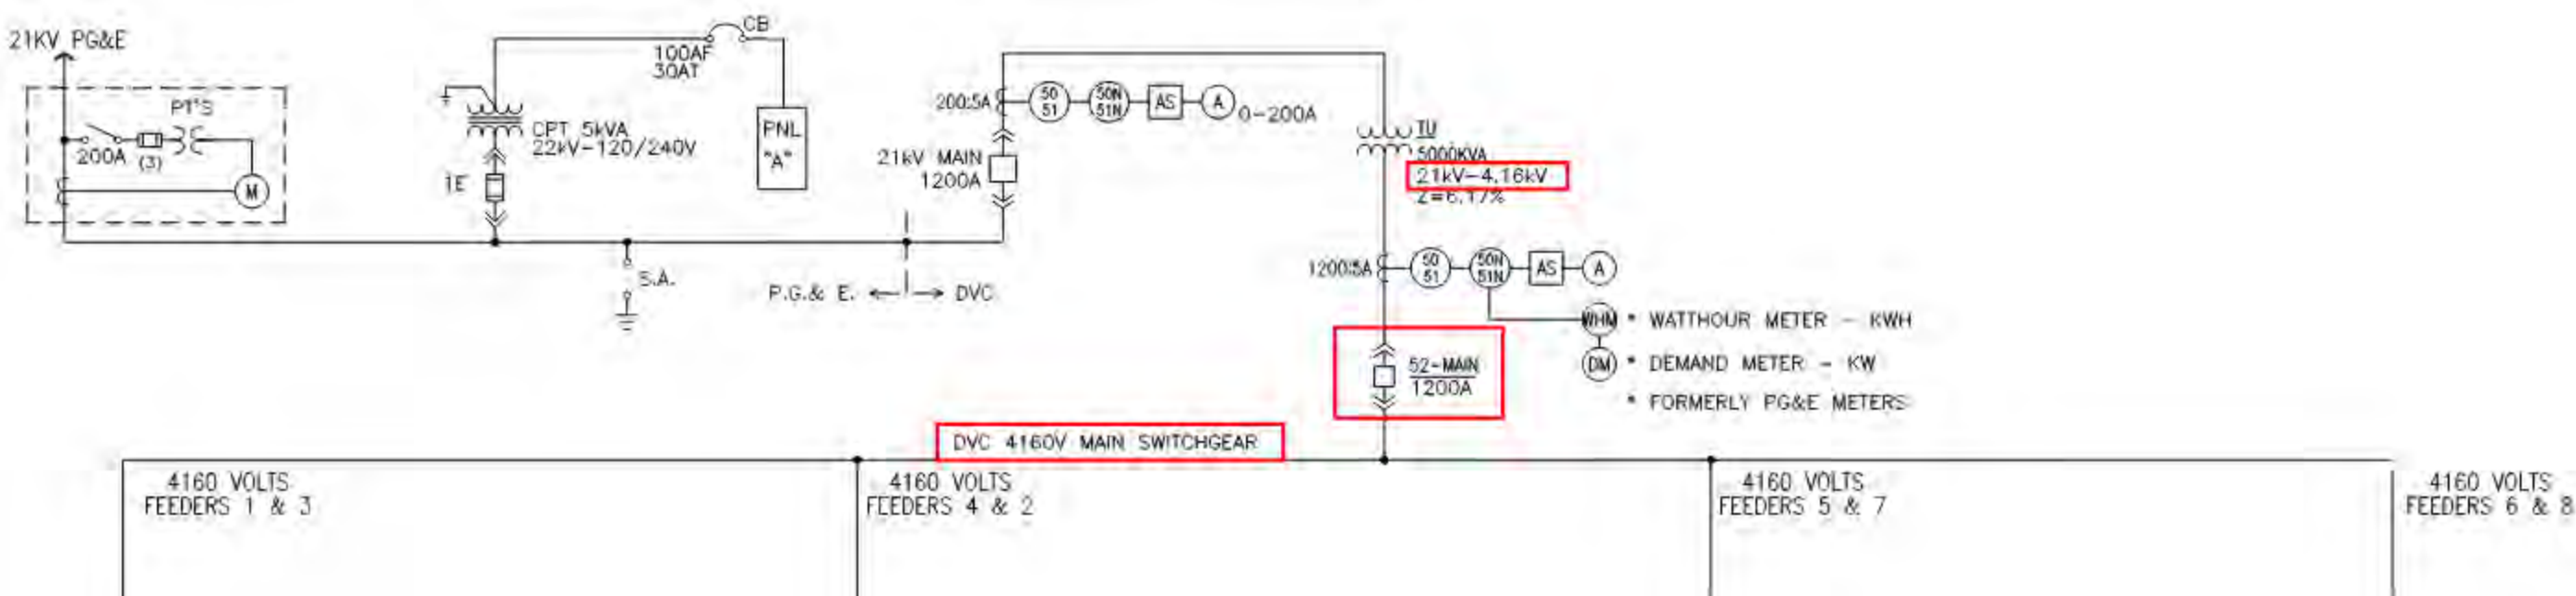 21KV PG&E
PT'S
200A
(3)
M
CB
100AF
30AT
CPT 5kVA
22kV-120/240V
1E
PNL
"A"
S.A.
P.G.& E.
DVC
200:5A
50
51
50N
51N
AS
A
0-200A
21kV MAIN
1200A
TU
5000KVA
21kV-4.16kV
Z=6.17%
1200:5A
50
51
50N
51N
AS
A
WHM * WATTHOUR METER - KWH
DM * DEMAND METER - KW
* FORMERLY PG&E METERS
52-MAIN
1200A
DVC 4160V MAIN SWITCHGEAR
4160 VOLTS
FEEDERS 1 & 3
4160 VOLTS
FEEDERS 4 & 2
4160 VOLTS
FEEDERS 5 & 7
4160 VOLTS
FEEDERS 6 & 8